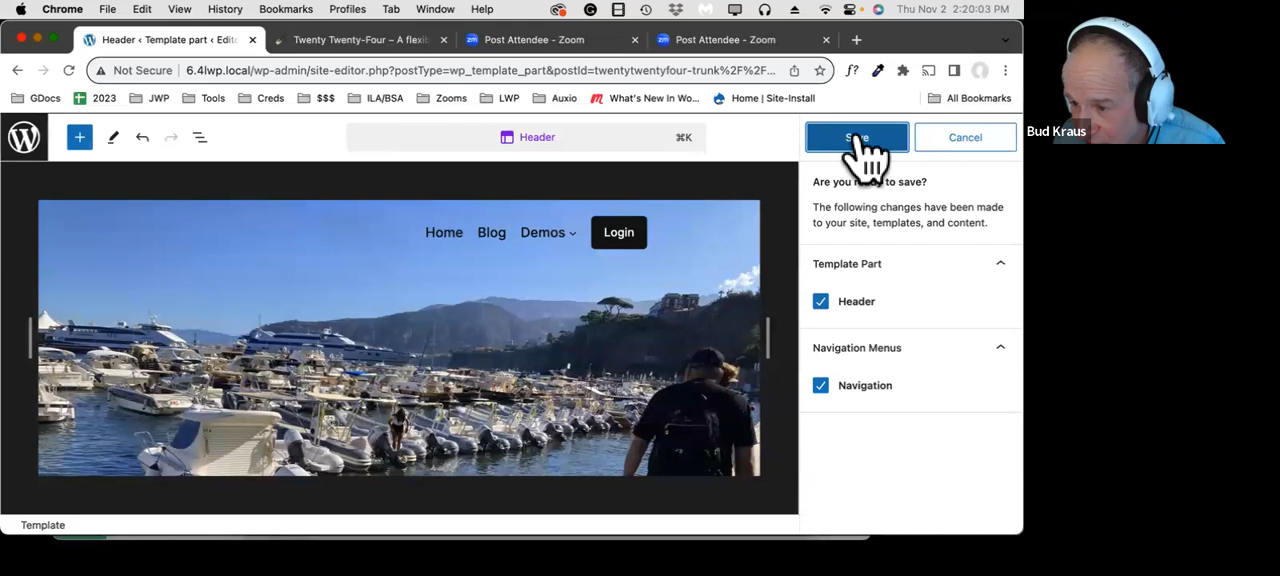 Chrome File Edit View History Bookmarks Profiles Tab Window Help Thu Nov 2 2:20:03 PM
Header ‹ Template part ‹ Edito
Twenty Twenty-Four – A flexib
Post Attendee - Zoom
Post Attendee - Zoom
Not Secure 6.4lwp.local/wp-admin/site-editor.php?postType=wp_template_part&postId=twentytwentyfour-trunk%2F%2F...
GDocs 2023 JWP Tools Creds $$$ ILA/BSA Zooms LWP Auxio What's New In Wo... Home | Site-Install All Bookmarks
Header ⌘K
Cancel
Are you ready to save?
The following changes have been made
to your site, templates, and content.
Template Part
Header
Navigation Menus
Navigation
Home Blog Demos Login
Template
Bud Kraus